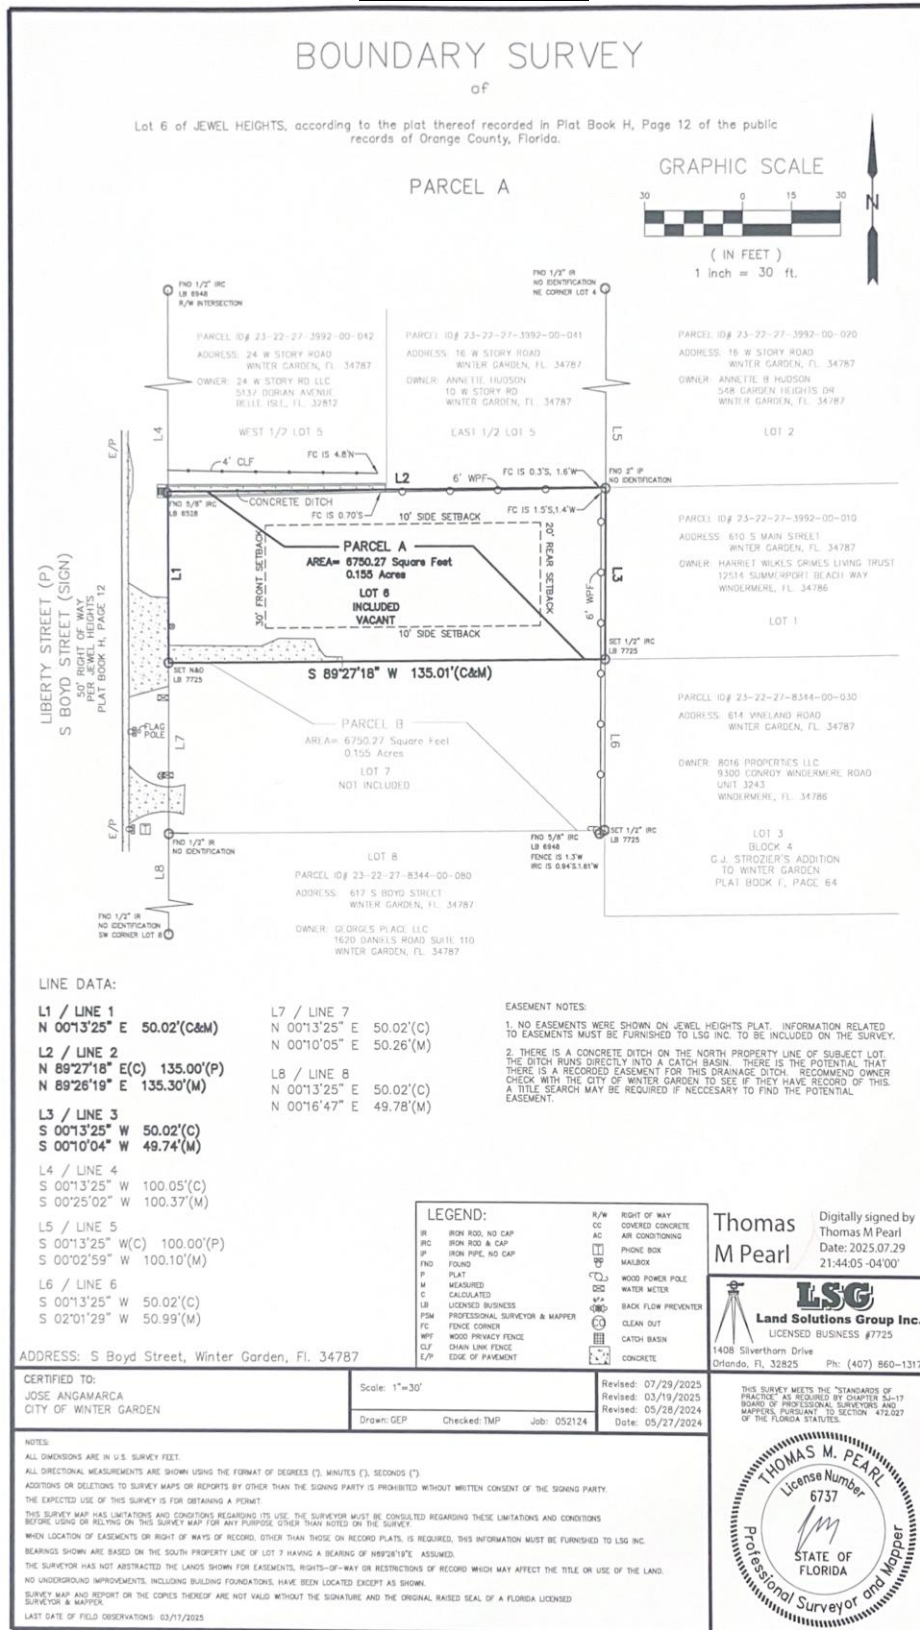 BOUNDARY SURVEY
of
Lot 6 of JEWEL HEIGHTS, according to the plat thereof recorded in Plat Book H, Page 12 of the public
records of Orange County, Florida.
PARCEL A
GRAPHIC SCALE
30 0 15 30
( IN FEET )
1 inch = 30 ft.
N
FND 1/2" IRC
LB 6948
R/W INTERSECTION
FND 1/2" IR
NO IDENTIFICATION
NE CORNER LOT 4
PARCEL ID# 23-22-27-3992-00-042
ADDRESS: 24 W STORY ROAD
WINTER GARDEN, FL 34787
OWNER: 24 W STORY RD LLC
5137 DORIAN AVENUE
BELLE ISLE, FL 32812
WEST 1/2 LOT 5
PARCEL ID# 23-22-27-3992-00-041
ADDRESS: 16 W STORY ROAD
WINTER GARDEN, FL. 34787
OWNER: ANNETTE HUDSON
10 W STORY RD
WINTER GARDEN, FL. 34787
EAST 1/2 LOT 5
PARCEL ID# 23-22-27-3992-00-020
ADDRESS: 16 W STORY ROAD
WINTER GARDEN, FL. 34787
OWNER: ANNETTE B HUDSON
548 GARDEN HEIGHTS DR
WINTER GARDEN, FL. 34787
LOT 2
E/P
L4
L5
4' CLF
FC IS 4.8'N
L2
6' WPF
FC IS 0.3'S, 1.6'W
FND 2" IP
NO IDENTIFICATION
FND 5/8" IRC
LB 8528
CONCRETE DITCH
FC IS 0.70'S
FC IS 1.5'S,1.4'W
10' SIDE SETBACK
30' FRONT SETBACK
20' REAR SETBACK
PARCEL A
AREA= 6750.27 Square Feet
0.155 Acres
LOT 6
INCLUDED
VACANT
10' SIDE SETBACK
L1
L3
6' WPF
PARCEL ID# 23-22-27-3992-00-010
ADDRESS: 610 S MAIN STREET
WINTER GARDEN, FL. 34787
OWNER: HARRIET WILKES GRIMES LIVING TRUST
12514 SUMMERPORT BEACH WAY
WINDERMERE, FL. 34786
LOT 1
LIBERTY STREET (P)
S BOYD STREET (SIGN)
50' RIGHT OF WAY
PER JEWEL HEIGHTS
PLAT BOOK H, PAGE 12
SET 1/2" IRC
LB 7725
SET N&D
LB 7725
S 89°27'18" W 135.01'(C&M)
FLAG
POLE
L7
PARCEL B
AREA= 6750.27 Square Feet
0.155 Acres
LOT 7
NOT INCLUDED
L6
PARCEL ID# 23-22-27-8344-00-030
ADDRESS: 614 VINELAND ROAD
WINTER GARDEN, FL. 34787
OWNER: 8016 PROPERTIES LLC
9300 CONROY WINDERMERE ROAD
UNIT 3243
WINDERMERE, FL. 34786
LOT 3
BLOCK 4
G.J. STROZIER'S ADDITION
TO WINTER GARDEN
PLAT BOOK F, PAGE 64
E/P
FND 1/2" IR
NO IDENTIFICATION
FND 5/8" IRC
LB 6948
FENCE IS 1.3'W
IRC IS 0.94'S,1.61'W
SET 1/2" IRC
LB 7725
L8
LOT 8
PARCEL ID# 23-22-27-8344-00-080
ADDRESS: 617 S BOYD STREET
WINTER GARDEN, FL. 34787
OWNER: GEORGES PLACE LLC
1620 DANIELS ROAD SUITE 110
WINTER GARDEN, FL. 34787
FND 1/2" IR
NO IDENTIFICATION
SW CORNER LOT 8
LINE DATA:
L1 / LINE 1
N 00°13'25" E 50.02'(C&M)
L2 / LINE 2
N 89°27'18" E(C) 135.00'(P)
N 89°26'19" E 135.30'(M)
L3 / LINE 3
S 00°13'25" W 50.02'(C)
S 00°10'04" W 49.74'(M)
L4 / LINE 4
S 00°13'25" W 100.05'(C)
S 00°25'02" W 100.37'(M)
L5 / LINE 5
S 00°13'25" W(C) 100.00'(P)
S 00°02'59" W 100.10'(M)
L6 / LINE 6
S 00°13'25" W 50.02'(C)
S 02°01'29" W 50.99'(M)
L7 / LINE 7
N 00°13'25" E 50.02'(C)
N 00°10'05" E 50.26'(M)
L8 / LINE 8
N 00°13'25" E 50.02'(C)
N 00°16'47" E 49.78'(M)
EASEMENT NOTES:
1. NO EASEMENTS WERE SHOWN ON JEWEL HEIGHTS PLAT. INFORMATION RELATED
TO EASEMENTS MUST BE FURNISHED TO LSG INC. TO BE INCLUDED ON THE SURVEY.
2. THERE IS A CONCRETE DITCH ON THE NORTH PROPERTY LINE OF SUBJECT LOT.
THE DITCH RUNS DIRECTLY INTO A CATCH BASIN. THERE IS THE POTENTIAL THAT
THERE IS A RECORDED EASEMENT FOR THIS DRAINAGE DITCH. RECOMMEND OWNER
CHECK WITH THE CITY OF WINTER GARDEN TO SEE IF THEY HAVE RECORD OF THIS.
A TITLE SEARCH MAY BE REQUIRED IF NECCESARY TO FIND THE POTENTIAL
EASEMENT.
LEGEND:
IR IRON ROD, NO CAP
IRC IRON ROD & CAP
IP IRON PIPE, NO CAP
FND FOUND
P PLAT
M MEASURED
C CALCULATED
LB LICENSED BUSINESS
PSM PROFESSIONAL SURVEYOR & MAPPER
FC FENCE CORNER
WPF WOOD PRIVACY FENCE
CLF CHAIN LINK FENCE
E/P EDGE OF PAVEMENT
R/W RIGHT OF WAY
CC COVERED CONCRETE
AC AIR CONDITIONING
PHONE BOX
MAILBOX
WOOD POWER POLE
WATER METER
BACK FLOW PREVENTER
CLEAN OUT
CATCH BASIN
CONCRETE
Thomas
M Pearl
Digitally signed by
Thomas M Pearl
Date: 2025.07.29
21:44:05 -04'00'
LSG
Land Solutions Group Inc.
LICENSED BUSINESS #7725
1408 Silverthorn Drive
Orlando, Fl, 32825 Ph: (407) 860-1317
ADDRESS: S Boyd Street, Winter Garden, Fl. 34787
CERTIFIED TO:
JOSE ANGAMARCA
CITY OF WINTER GARDEN
Scale: 1"=30'
Drawn: GEP Checked: TMP Job: 052124
Revised: 07/29/2025
Revised: 03/19/2025
Revised: 05/28/2024
Date: 05/27/2024
THIS SURVEY MEETS THE "STANDARDS OF
PRACTICE" AS REQUIRED BY CHAPTER 5J-17
BOARD OF PROFESSIONAL SURVEYORS AND
MAPPERS, PURSUANT TO SECTION 472.027
OF THE FLORIDA STATUTES.
NOTES:
ALL DIMENSIONS ARE IN U.S. SURVEY FEET.
ALL DIRECTIONAL MEASUREMENTS ARE SHOWN USING THE FORMAT OF DEGREES (°), MINUTES ('), SECONDS (").
ADDITIONS OR DELETIONS TO SURVEY MAPS OR REPORTS BY OTHER THAN THE SIGNING PARTY IS PROHIBITED WITHOUT WRITTEN CONSENT OF THE SIGNING PARTY.
THE EXPECTED USE OF THIS SURVEY IS FOR OBTAINING A PERMIT.
THIS SURVEY MAP HAS LIMITATIONS AND CONDITIONS REGARDING ITS USE. THE SURVEYOR MUST BE CONSULTED REGARDING THESE LIMITATIONS AND CONDITIONS
BEFORE USING OR RELYING ON THIS SURVEY MAP FOR ANY PURPOSE OTHER THAN NOTED ON THE SURVEY.
WHEN LOCATION OF EASEMENTS OR RIGHT OF WAYS OF RECORD, OTHER THAN THOSE ON RECORD PLATS, IS REQUIRED, THIS INFORMATION MUST BE FURNISHED TO LSG INC.
BEARINGS SHOWN ARE BASED ON THE SOUTH PROPERTY LINE OF LOT 7 HAVING A BEARING OF N89°28'19"E ASSUMED.
THE SURVEYOR HAS NOT ABSTRACTED THE LANDS SHOWN FOR EASEMENTS, RIGHTS-OF-WAY OR RESTRICTIONS OF RECORD WHICH MAY AFFECT THE TITLE OR USE OF THE LAND.
NO UNDERGROUND IMPROVEMENTS, INCLUDING BUILDING FOUNDATIONS, HAVE BEEN LOCATED EXCEPT AS SHOWN.
SURVEY MAP AND REPORT OR THE COPIES THEREOF ARE NOT VALID WITHOUT THE SIGNATURE AND THE ORIGINAL RAISED SEAL OF A FLORIDA LICENSED
SURVEYOR & MAPPER.
LAST DATE OF FIELD OBSERVATIONS: 03/17/2025
THOMAS M. PEARL
License Number
6737
STATE OF
FLORIDA
Professional Surveyor and Mapper